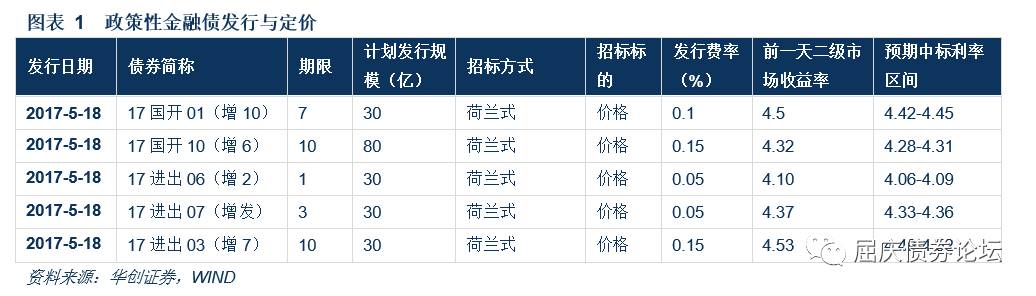 图表 1 政策性金融债发行与定价
发行日期 债券简称 期限 计划发行规模（亿） 招标方式 招标标的 发行费率（%） 前一天二级市场收益率 预期中标利率区间
2017-5-18 17 国开 01（增 10） 7 30 荷兰式 价格 0.1 4.5 4.42-4.45
2017-5-18 17 国开 10（增 6） 10 80 荷兰式 价格 0.15 4.32 4.28-4.31
2017-5-18 17 进出 06（增 2） 1 30 荷兰式 价格 0.05 4.10 4.06-4.09
2017-5-18 17 进出 07（增发） 3 30 荷兰式 价格 0.05 4.37 4.33-4.36
2017-5-18 17 进出 03（增 7） 10 30 荷兰式 价格 0.15 4.53
屈庆债券论坛
资料来源：华创证券，WIND